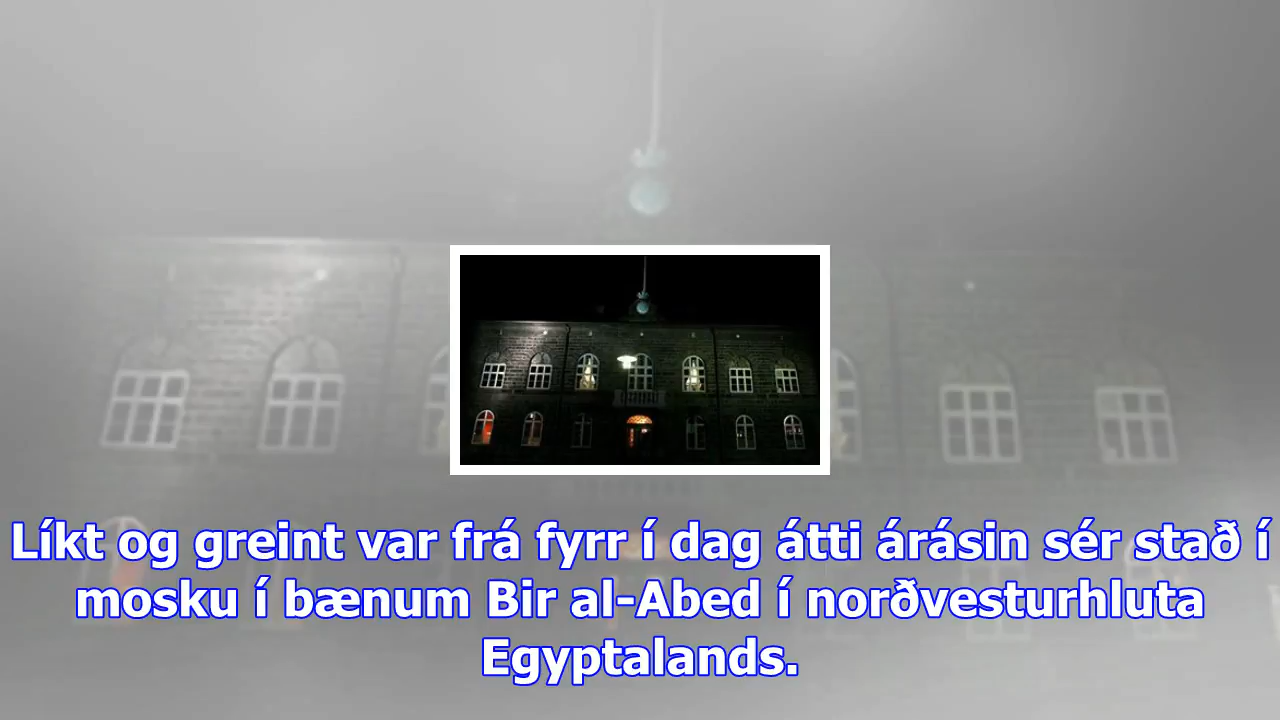 Líkt og greint var frá fyrr í dag átti árásin sér stað í
mosku í bænum Bir al-Abed í norðvesturhluta
Egyptalands.